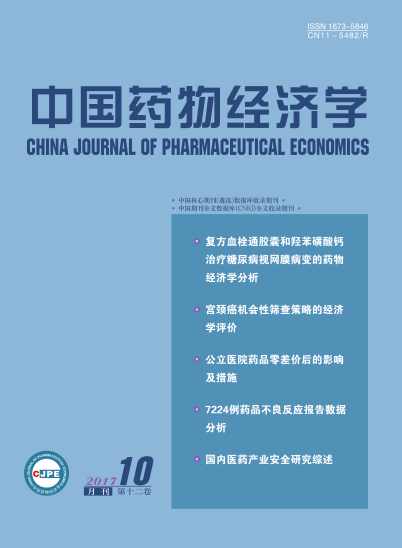 ISSN 1673-5846
CN11-5482/R
中国药物经济学
CHINA JOURNAL OF PHARMACEUTICAL ECONOMICS
• 中国核心期刊(遴选)数据库收录期刊 •
• 中国期刊全文数据库(CNKI)全文收录期刊 •
复方血栓通胶囊和羟苯磺酸钙
治疗糖尿病视网膜病变的药物
经济学分析
宫颈癌机会性筛查策略的经济
学评价
公立医院药品零差价后的影响
及措施
7224例药品不良反应报告数据
分析
国内医药产业安全研究综述
CJPE
2017 10
月刊 第十二卷